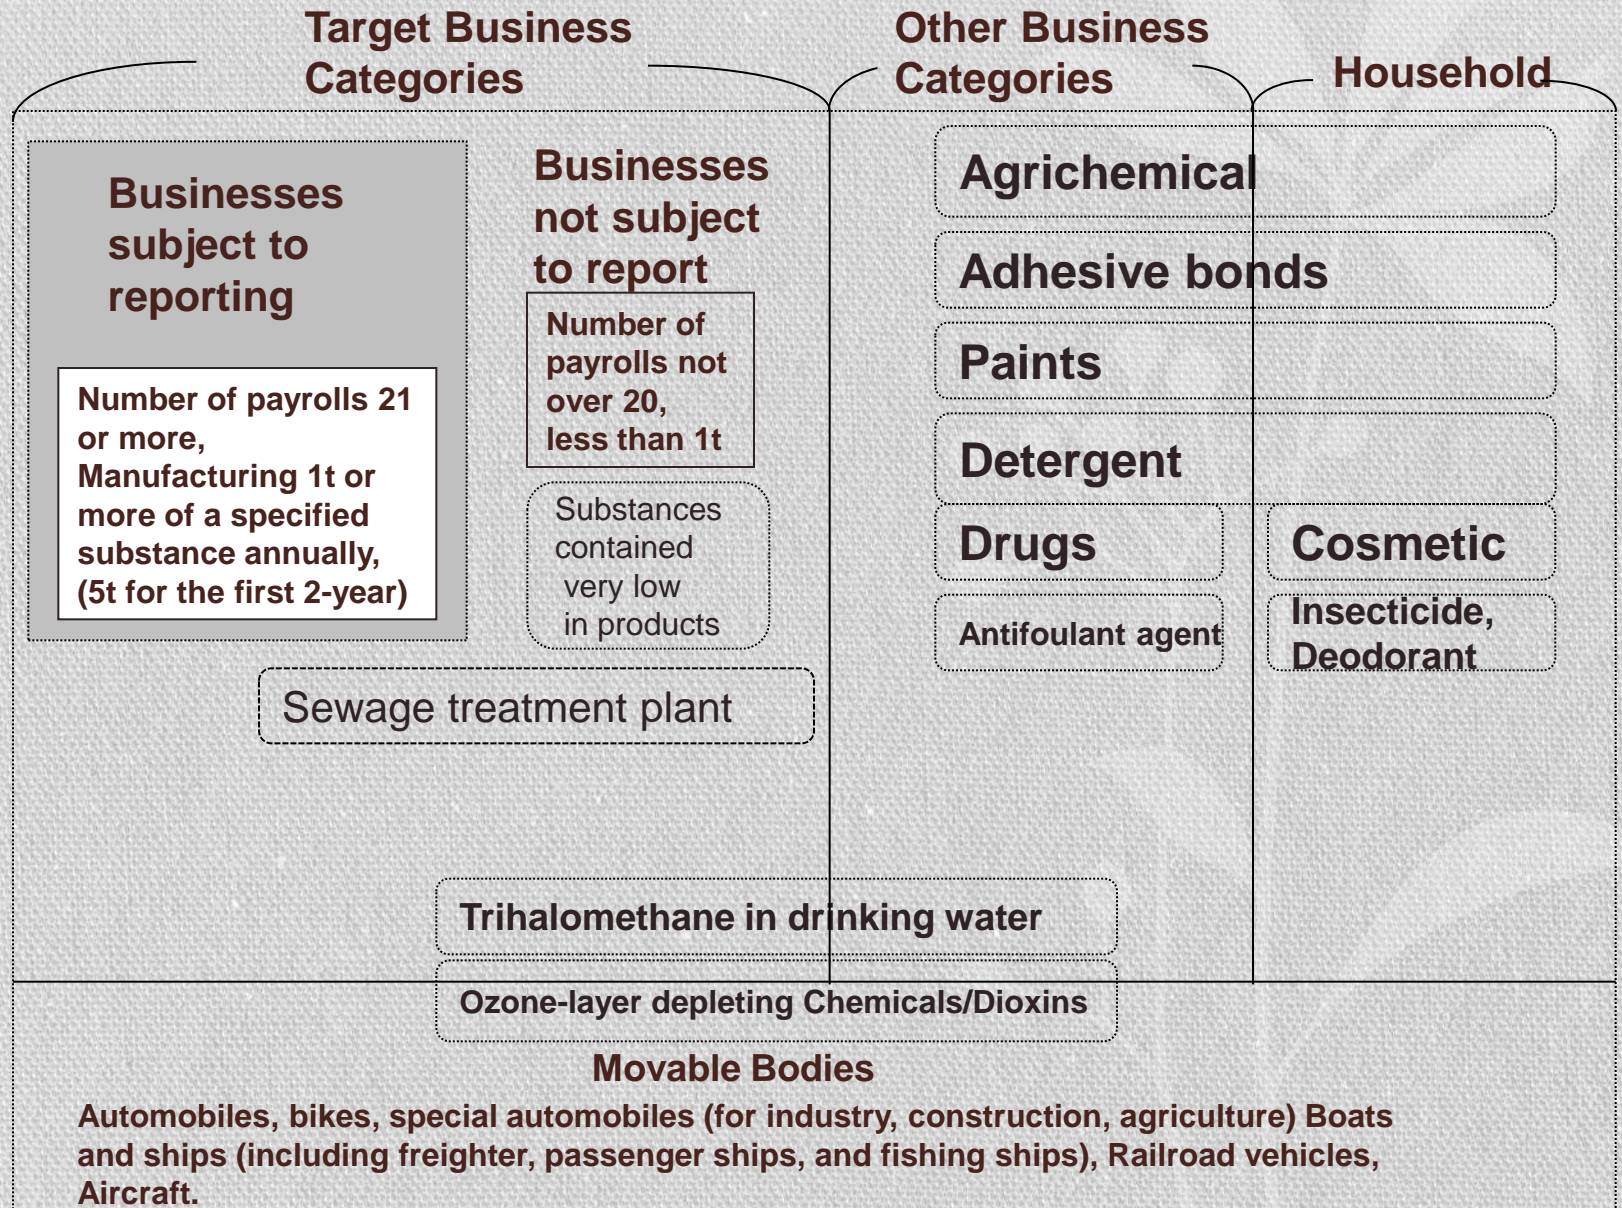 Target Business
Categories
Other Business
Categories
Household
Businesses
subject to
reporting
Number of payrolls 21
or more,
Manufacturing 1t or
more of a specified
substance annually,
(5t for the first 2-year)
Businesses
not subject
to report
Number of
payrolls not
over 20,
less than 1t
Substances
contained
very low
in products
Sewage treatment plant
Agrichemical
Adhesive bonds
Paints
Detergent
Drugs
Cosmetic
Antifoulant agent
Insecticide,
Deodorant
Trihalomethane in drinking water
Ozone-layer depleting Chemicals/Dioxins
Movable Bodies
Automobiles, bikes, special automobiles (for industry, construction, agriculture) Boats
and ships (including freighter, passenger ships, and fishing ships), Railroad vehicles,
Aircraft.